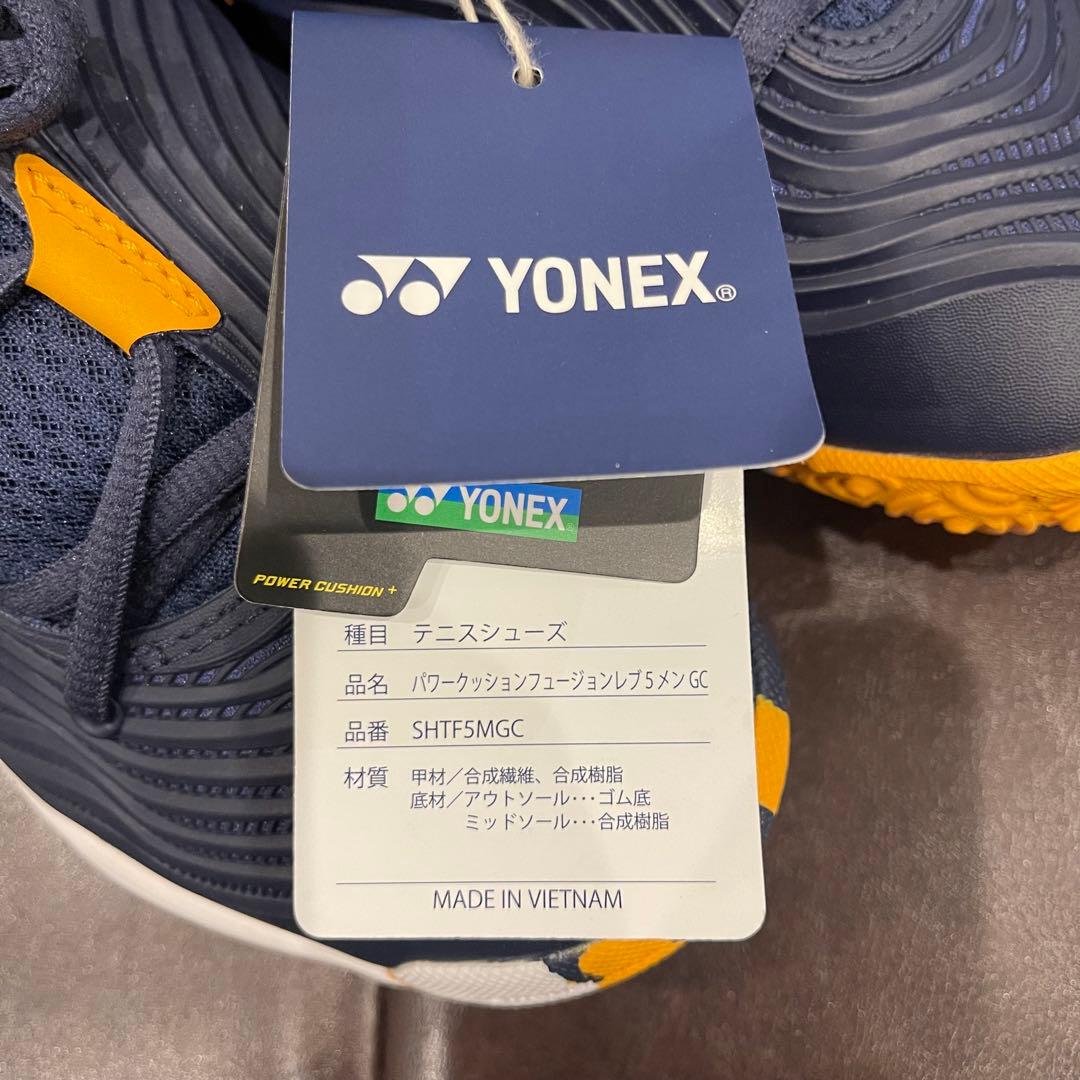 YONEX®
YONEX®
POWER CUSHION +
種目 テニスシューズ
品名 パワークッションフュージョンレブ5メンGC
品番 SHTF5MGC
材質 甲材／合成繊維、合成樹脂
底材／アウトソール･･･ゴム底
ミッドソール･･･合成樹脂
MADE IN VIETNAM